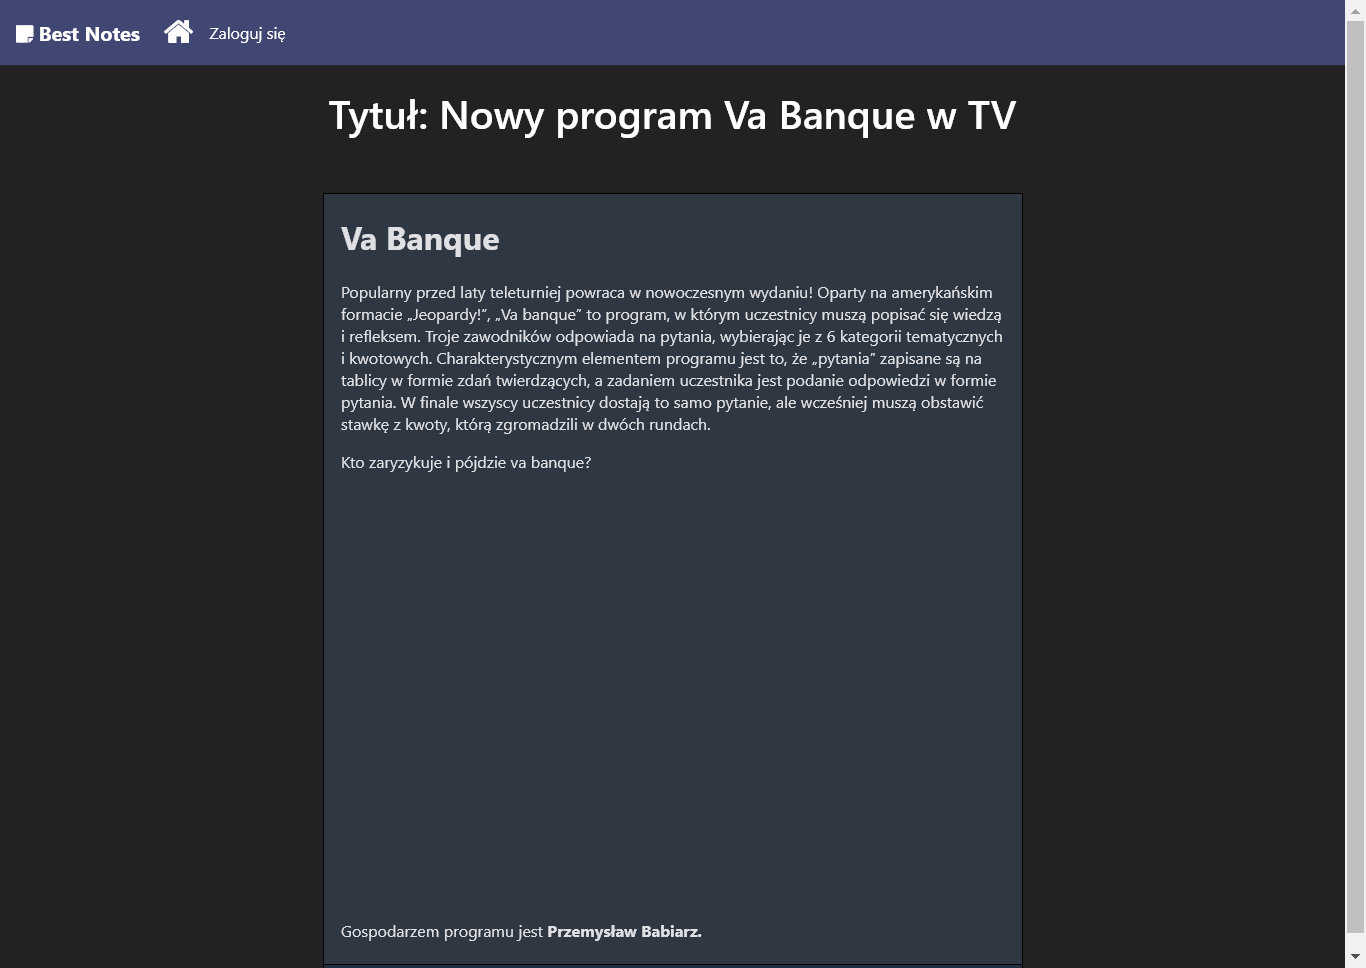 Best Notes Zaloguj się
Tytuł: Nowy program Va Banque w TV
Va Banque
Popularny przed laty teleturniej powraca w nowoczesnym wydaniu! Oparty na amerykańskim
formacie „Jeopardy!”, „Va banque” to program, w którym uczestnicy muszą popisać się wiedzą
i refleksem. Troje zawodników odpowiada na pytania, wybierając je z 6 kategorii tematycznych
i kwotowych. Charakterystycznym elementem programu jest to, że „pytania” zapisane są na
tablicy w formie zdań twierdzących, a zadaniem uczestnika jest podanie odpowiedzi w formie
pytania. W finale wszyscy uczestnicy dostają to samo pytanie, ale wcześniej muszą obstawić
stawkę z kwoty, którą zgromadzili w dwóch rundach.
Kto zaryzykuje i pójdzie va banque?
Gospodarzem programu jest Przemysław Babiarz.